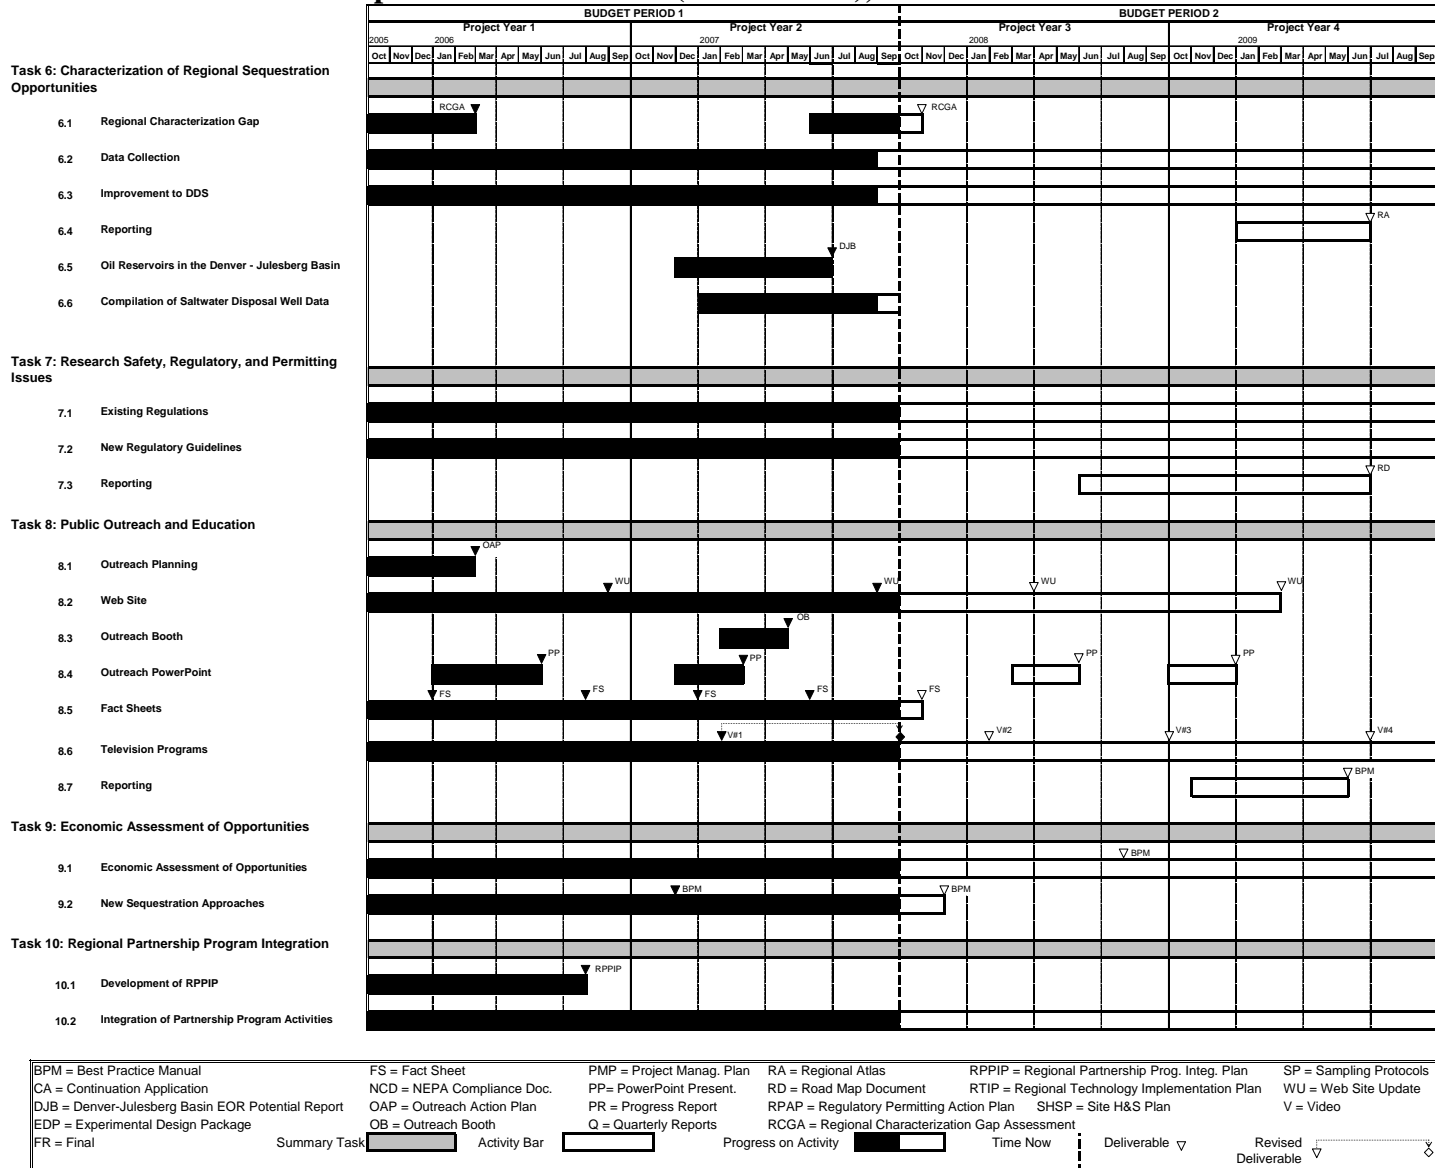 BUDGET PERIOD 1 BUDGET PERIOD 2
Project Year 1 Project Year 2 Project Year 3 Project Year 4
2005 2006 2007 2008 2009
Oct Nov Dec Jan Feb Mar Apr May Jun Jul Aug Sep Oct Nov Dec Jan Feb Mar Apr May Jun Jul Aug Sep Oct Nov Dec Jan Feb Mar Apr May Jun Jul Aug Sep Oct Nov Dec Jan Feb Mar Apr May Jun Jul Aug Sep
Task 6: Characterization of Regional Sequestration
Opportunities
RCGA RCGA
6.1 Regional Characterization Gap
6.2 Data Collection
6.3 Improvement to DDS
RA
6.4 Reporting
DJB
6.5 Oil Reservoirs in the Denver - Julesberg Basin
6.6 Compilation of Saltwater Disposal Well Data
Task 7: Research Safety, Regulatory, and Permitting
Issues
7.1 Existing Regulations
7.2 New Regulatory Guidelines
RD
7.3 Reporting
Task 8: Public Outreach and Education
OAP
8.1 Outreach Planning
WU WU WU WU
8.2 Web Site
OB
8.3 Outreach Booth
PP PP PP PP
8.4 Outreach PowerPoint
FS FS FS FS FS
8.5 Fact Sheets
V#1 V#2 V#3 V#4
8.6 Television Programs
BPM
8.7 Reporting
Task 9: Economic Assessment of Opportunities
BPM
9.1 Economic Assessment of Opportunities
BPM BPM
9.2 New Sequestration Approaches
Task 10: Regional Partnership Program Integration
RPPIP
10.1 Development of RPPIP
10.2 Integration of Partnership Program Activities
BPM = Best Practice Manual FS = Fact Sheet PMP = Project Manag. Plan RA = Regional Atlas RPPIP = Regional Partnership Prog. Integ. Plan SP = Sampling Protocols
CA = Continuation Application NCD = NEPA Compliance Doc. PP= PowerPoint Present. RD = Road Map Document RTIP = Regional Technology Implementation Plan WU = Web Site Update
DJB = Denver-Julesberg Basin EOR Potential Report OAP = Outreach Action Plan PR = Progress Report RPAP = Regulatory Permitting Action Plan SHSP = Site H&S Plan V = Video
EDP = Experimental Design Package OB = Outreach Booth Q = Quarterly Reports RCGA = Regional Characterization Gap Assessment
FR = Final Summary Task Activity Bar Progress on Activity Time Now Deliverable Revised
Deliverable